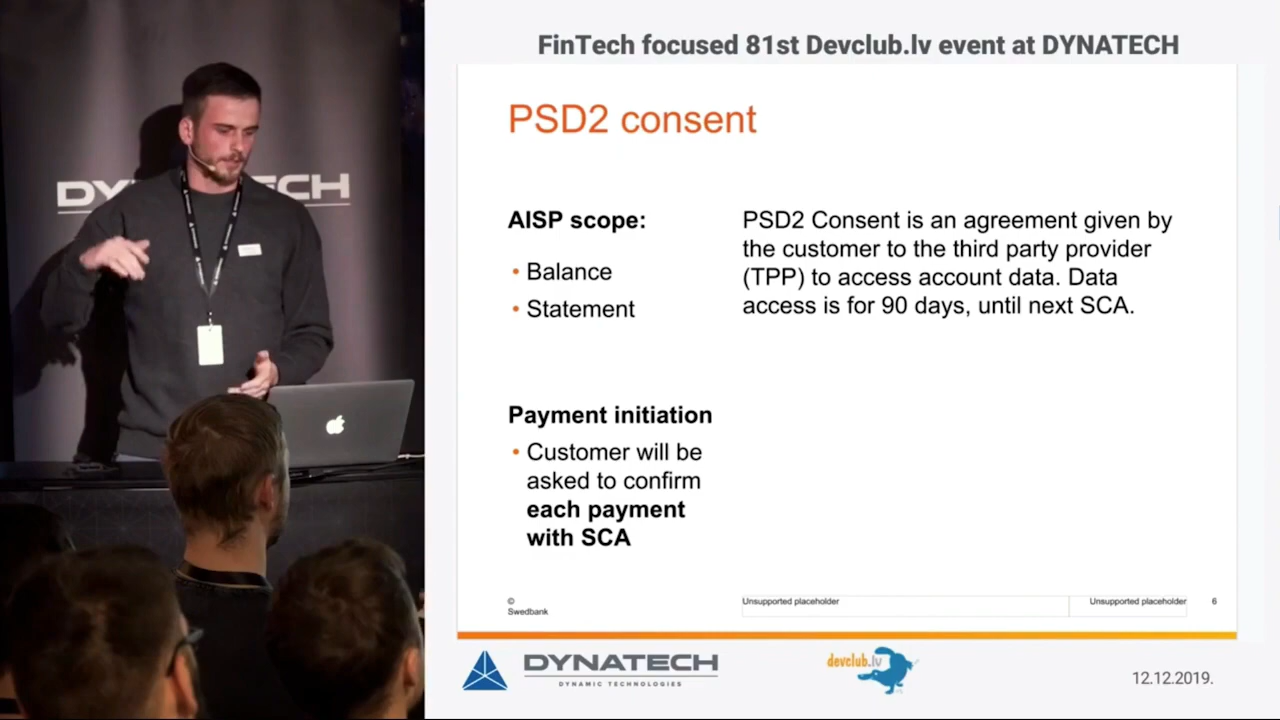 FinTech focused 81st Devclub.lv event at DYNATECH
PSD2 consent
AISP scope:
• Balance
• Statement
PSD2 Consent is an agreement given by
the customer to the third party provider
(TPP) to access account data. Data
access is for 90 days, until next SCA.
Payment initiation
• Customer will be
asked to confirm
each payment
with SCA
©
Swedbank
Unsupported placeholder
Unsupported placeholder
6
DYNATECH
DYNAMIC TECHNOLOGIES
devclub.lv
12.12.2019.